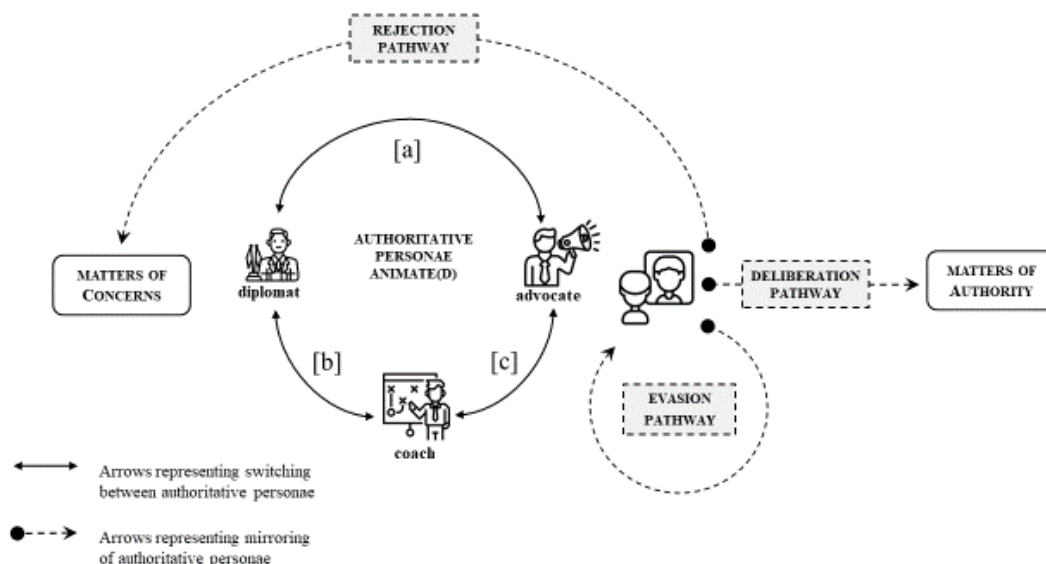 REJECTION
PATHWAY
[a]
AUTHORITATIVE
PERSONAE
ANIMATE(D)
MATTERS OF
CONCERNS
diplomat
advocate
DELIBERATION
PATHWAY
MATTERS OF
AUTHORITY
[b]
[c]
EVASION
PATHWAY
coach
Arrows representing switching
between authoritative personae
Arrows representing mirroring
of authoritative personae